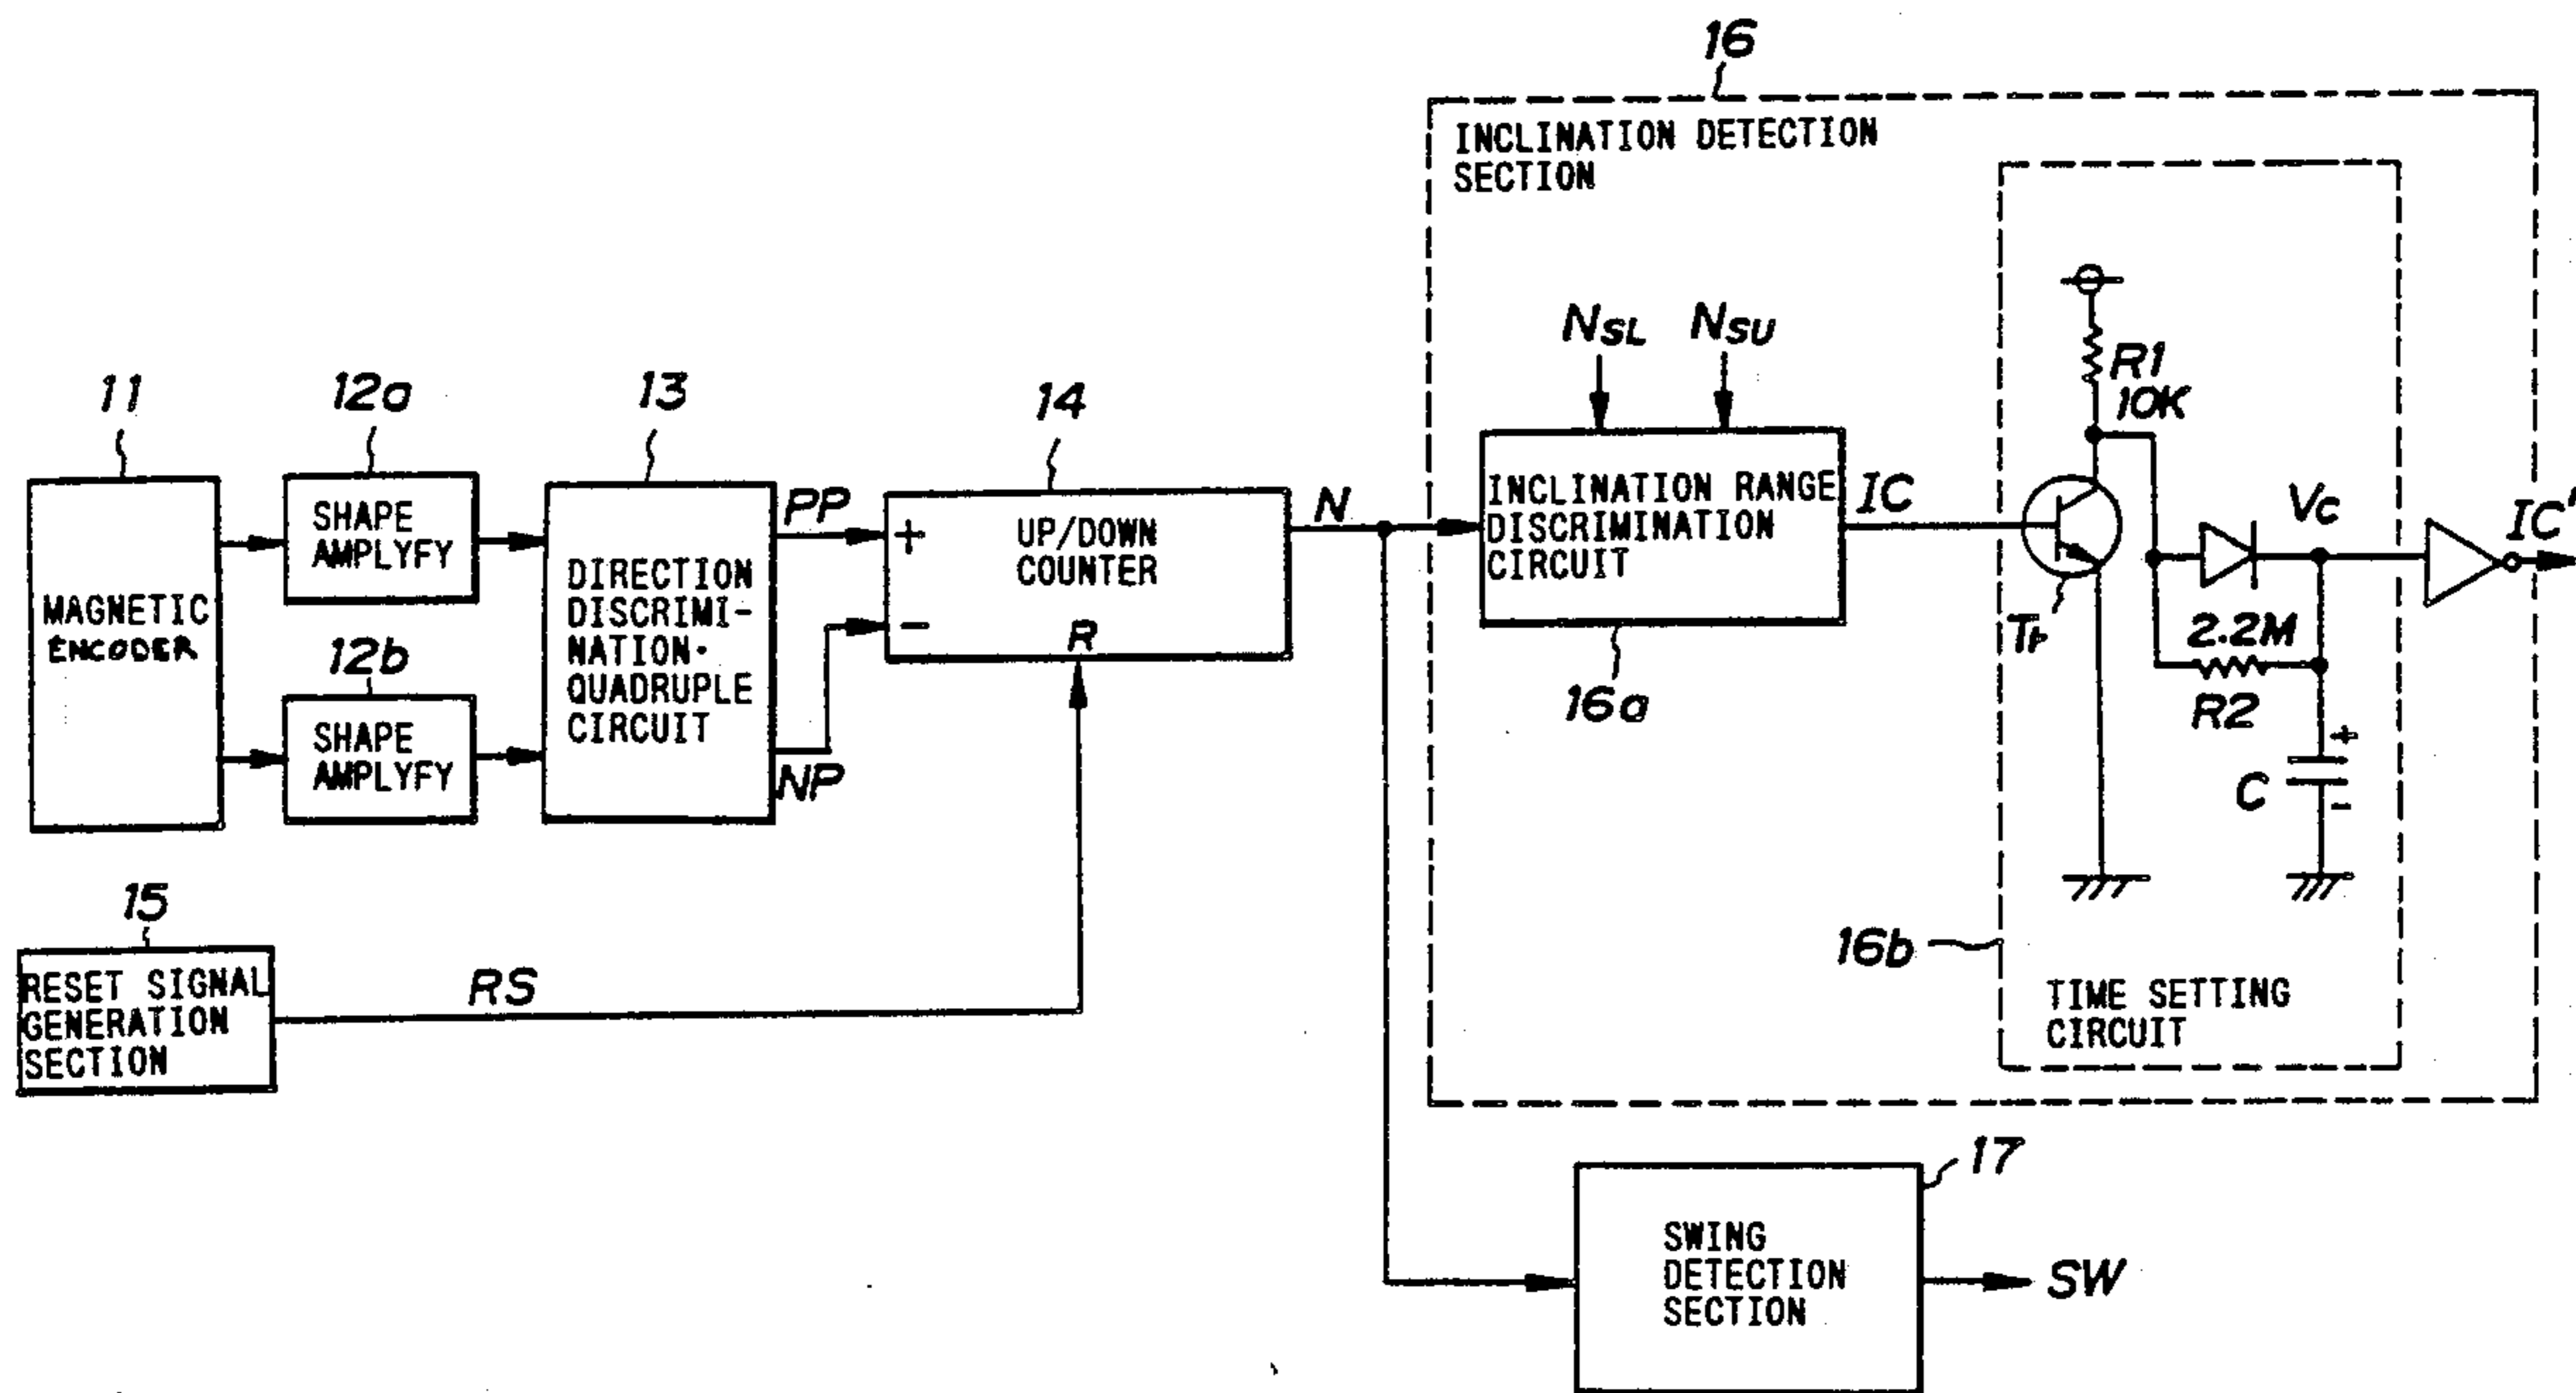 16
INCLINATION DETECTION
SECTION
NSL
NSU
R1
10K
11
12a
13
14
SHAPE
AMPLYFY
PP
+
UP/DOWN
COUNTER
N
INCLINATION RANGE
DISCRIMINATION
CIRCUIT
IC
Vc
IC'
MAGNETIC
ENCODER
DIRECTION
DISCRIMI-
NATION·
QUADRUPLE
CIRCUIT
-
R
Tr
2.2M
R2
12b
16a
SHAPE
AMPLYFY
NP
+
C
-
15
16b
RESET SIGNAL
GENERATION
SECTION
RS
TIME SETTING
CIRCUIT
17
SWING
DETECTION
SECTION
SW